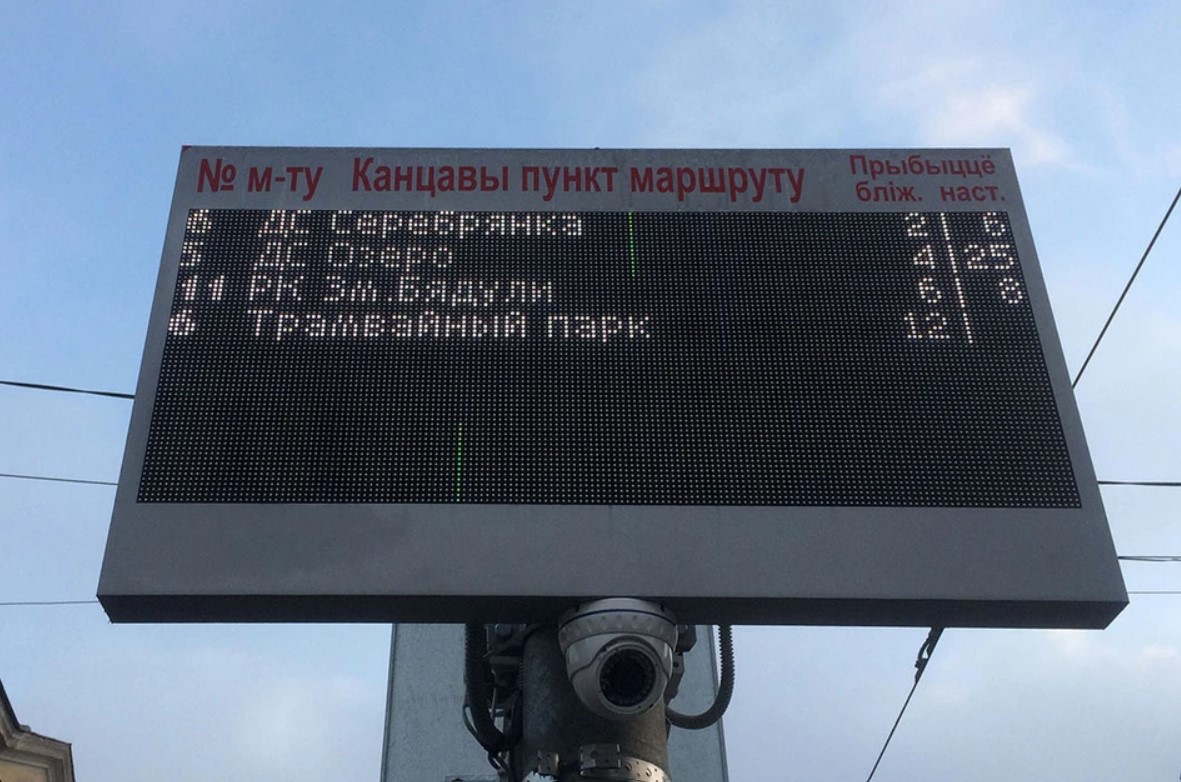 № м-ту Канцавы пункт маршруту Прыбыццё
бліж. наст.
6 ДС Серебрянка 2 | 6
5 ДС Озеро 4 | 25
11 РК Зм.Бядули 6 | 8
6 Трамвайный парк 12 |